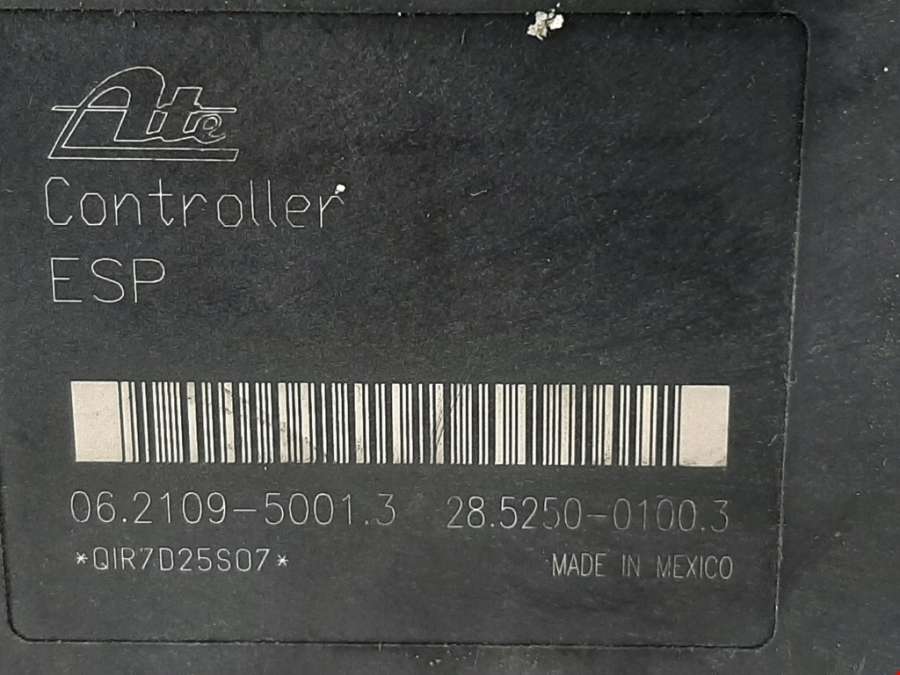 Ate
Controller
ESP
06.2109-5001.3 28.5250-0100.3
*QIR7D25S07* MADE IN MEXICO